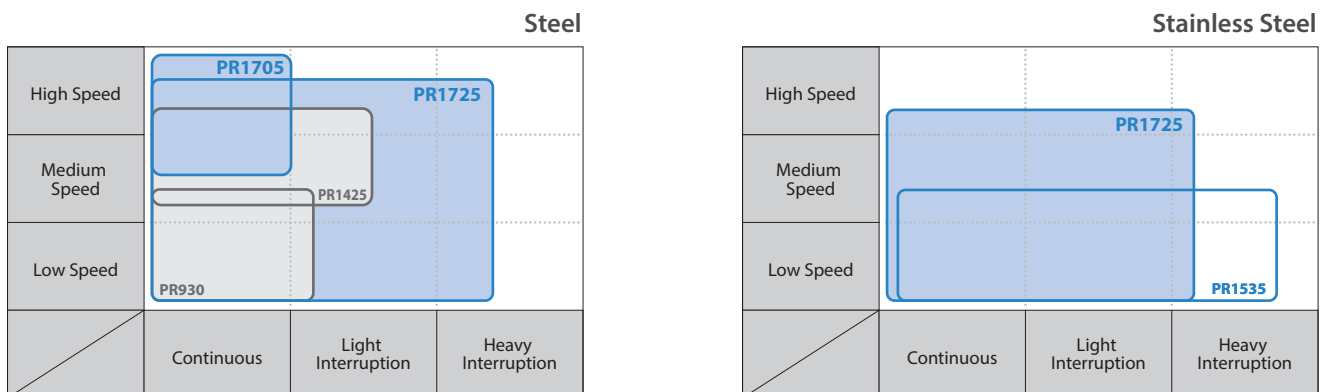 Steel
High Speed
Medium
Speed
Low Speed
PR1705
PR1725
PR1425
PR930
Continuous
Light
Interruption
Heavy
Interruption
Stainless Steel
High Speed
Medium
Speed
Low Speed
PR1725
PR1535
Continuous
Light
Interruption
Heavy
Interruption